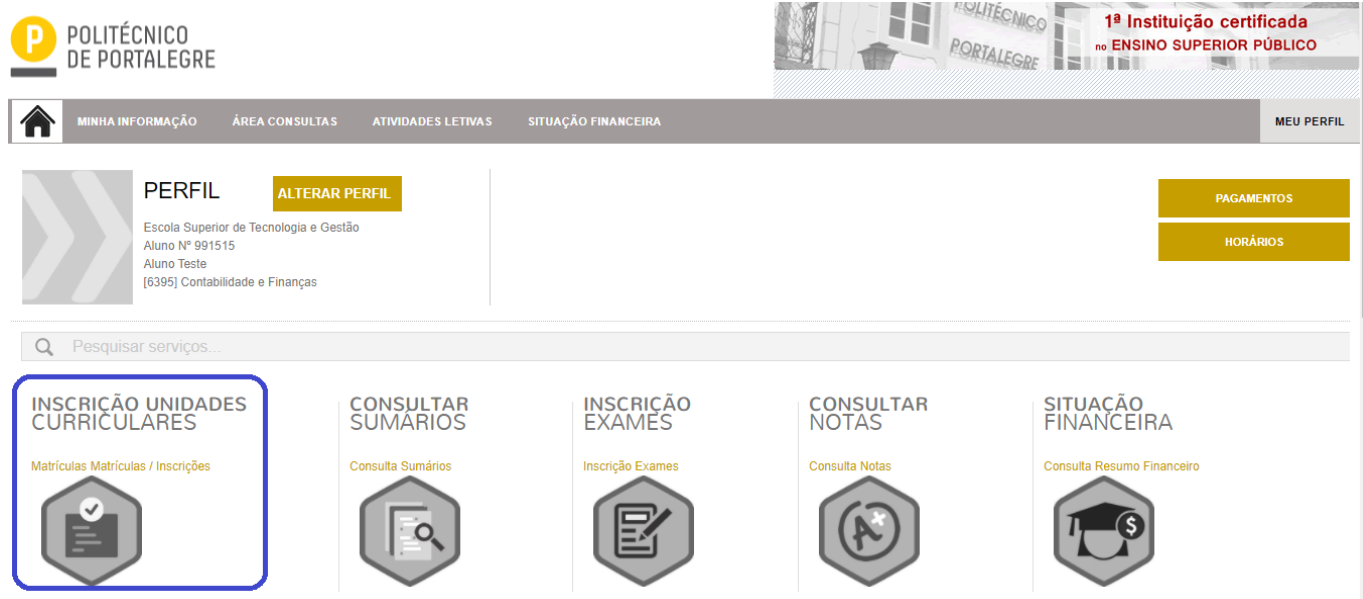 P
POLITÉCNICO
DE PORTALEGRE
POLITÉCNICO
PORTALEGRE
1ª Instituição certificada
no ENSINO SUPERIOR PÚBLICO
MINHA INFORMAÇÃO ÁREA CONSULTAS ATIVIDADES LETIVAS SITUAÇÃO FINANCEIRA MEU PERFIL
PERFIL ALTERAR PERFIL
Escola Superior de Tecnologia e Gestão
Aluno Nº 991515
Aluno Teste
[6395] Contabilidade e Finanças
PAGAMENTOS
HORÁRIOS
Pesquisar serviços...
INSCRIÇÃO UNIDADES
CURRICULARES
Matrículas Matrículas / Inscrições
CONSULTAR
SUMÁRIOS
Consulta Sumários
INSCRIÇÃO
EXAMES
Inscrição Exames
CONSULTAR
NOTAS
Consulta Notas
A+
SITUAÇÃO
FINANCEIRA
Consulta Resumo Financeiro
$